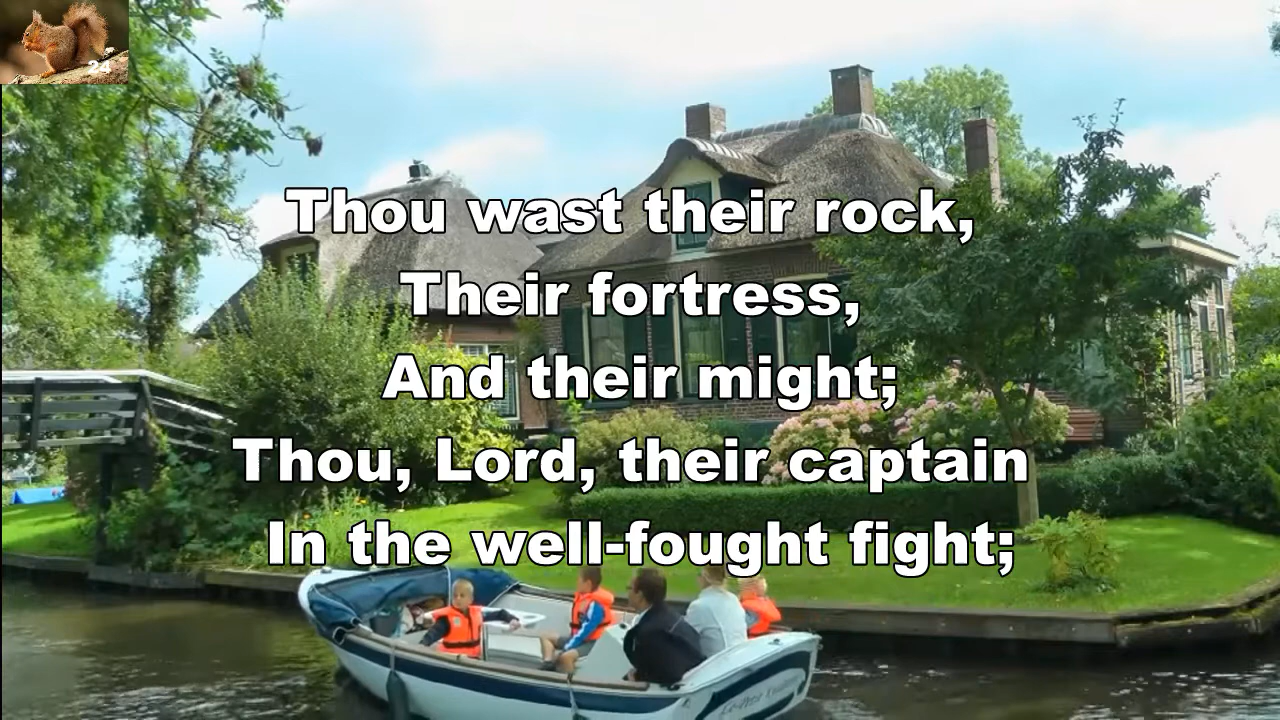 24
Thou wast their rock,
Their fortress,
And their might;
Thou, Lord, their captain
In the well-fought fight;